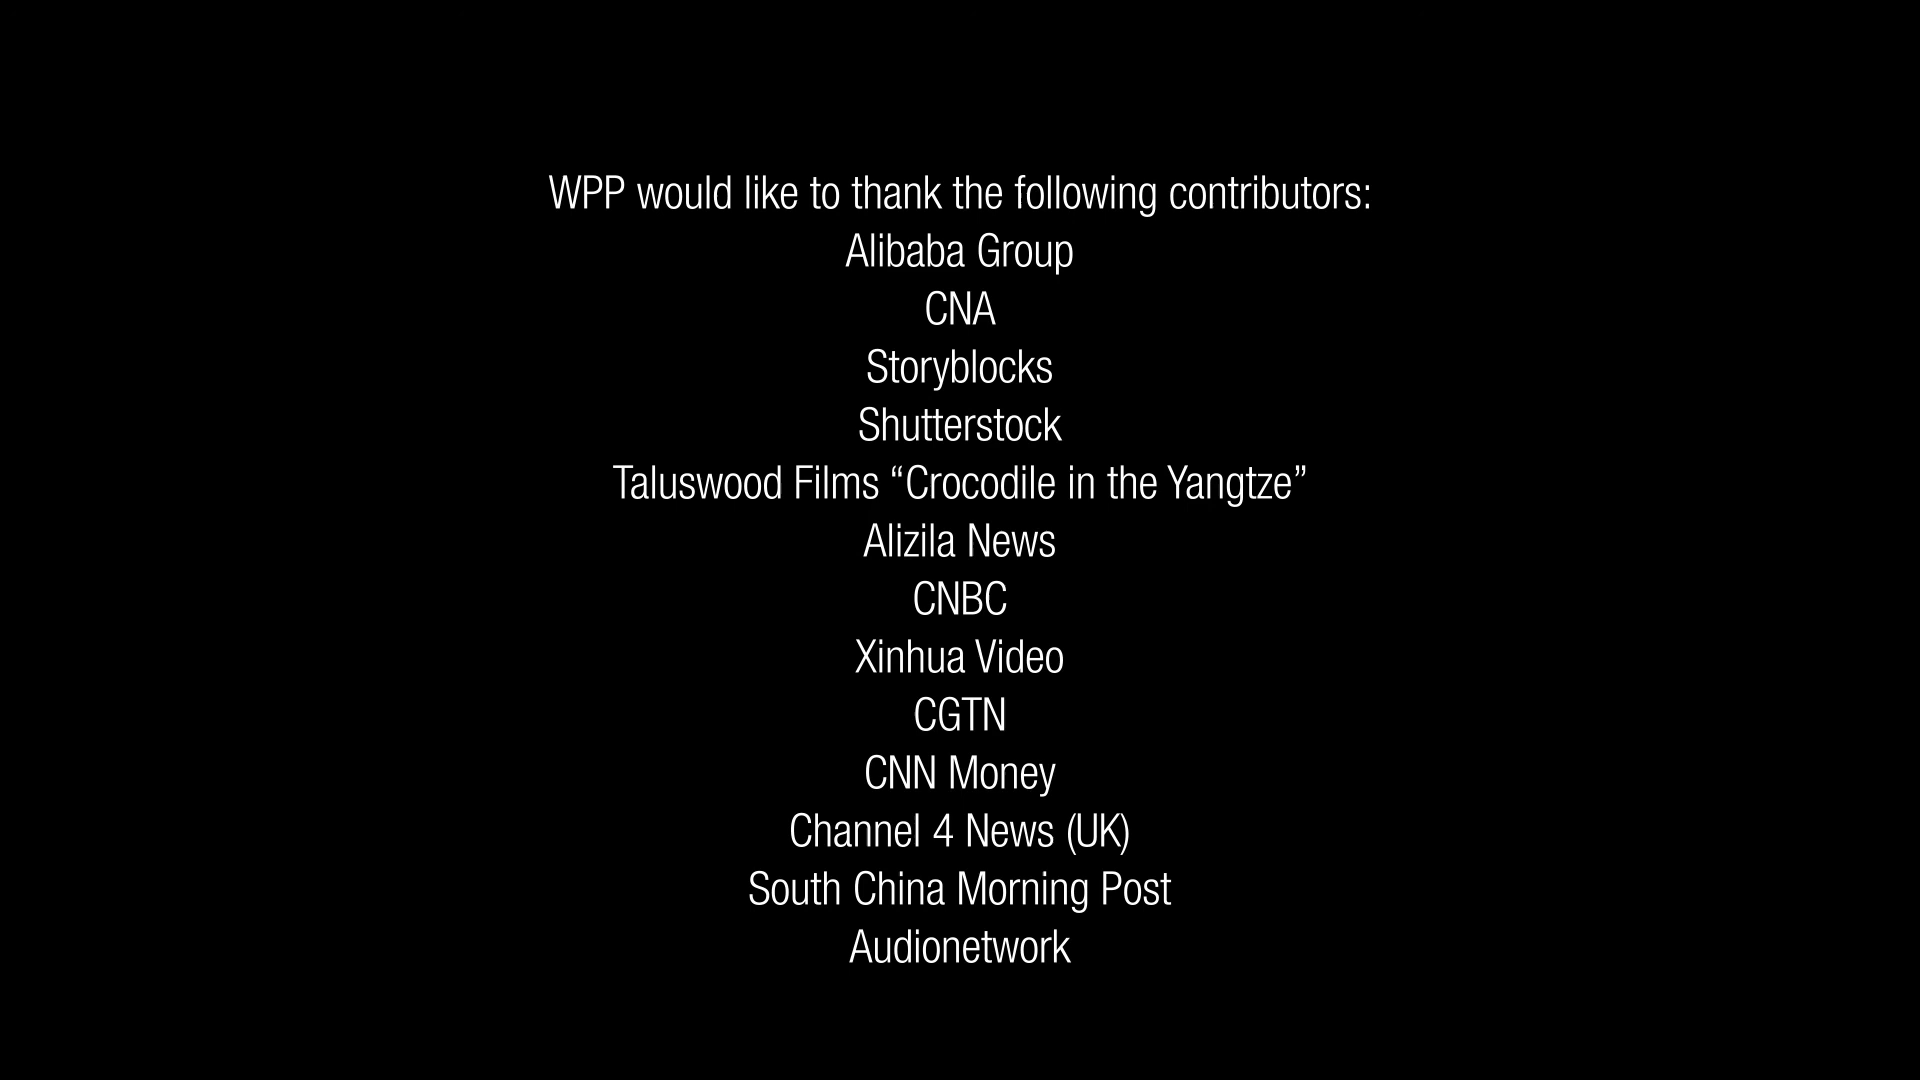 WPP would like to thank the following contributors:
Alibaba Group
CNA
Storyblocks
Shutterstock
Taluswood Films “Crocodile in the Yangtze”
Alizila News
CNBC
Xinhua Video
CGTN
CNN Money
Channel 4 News (UK)
South China Morning Post
Audionetwork